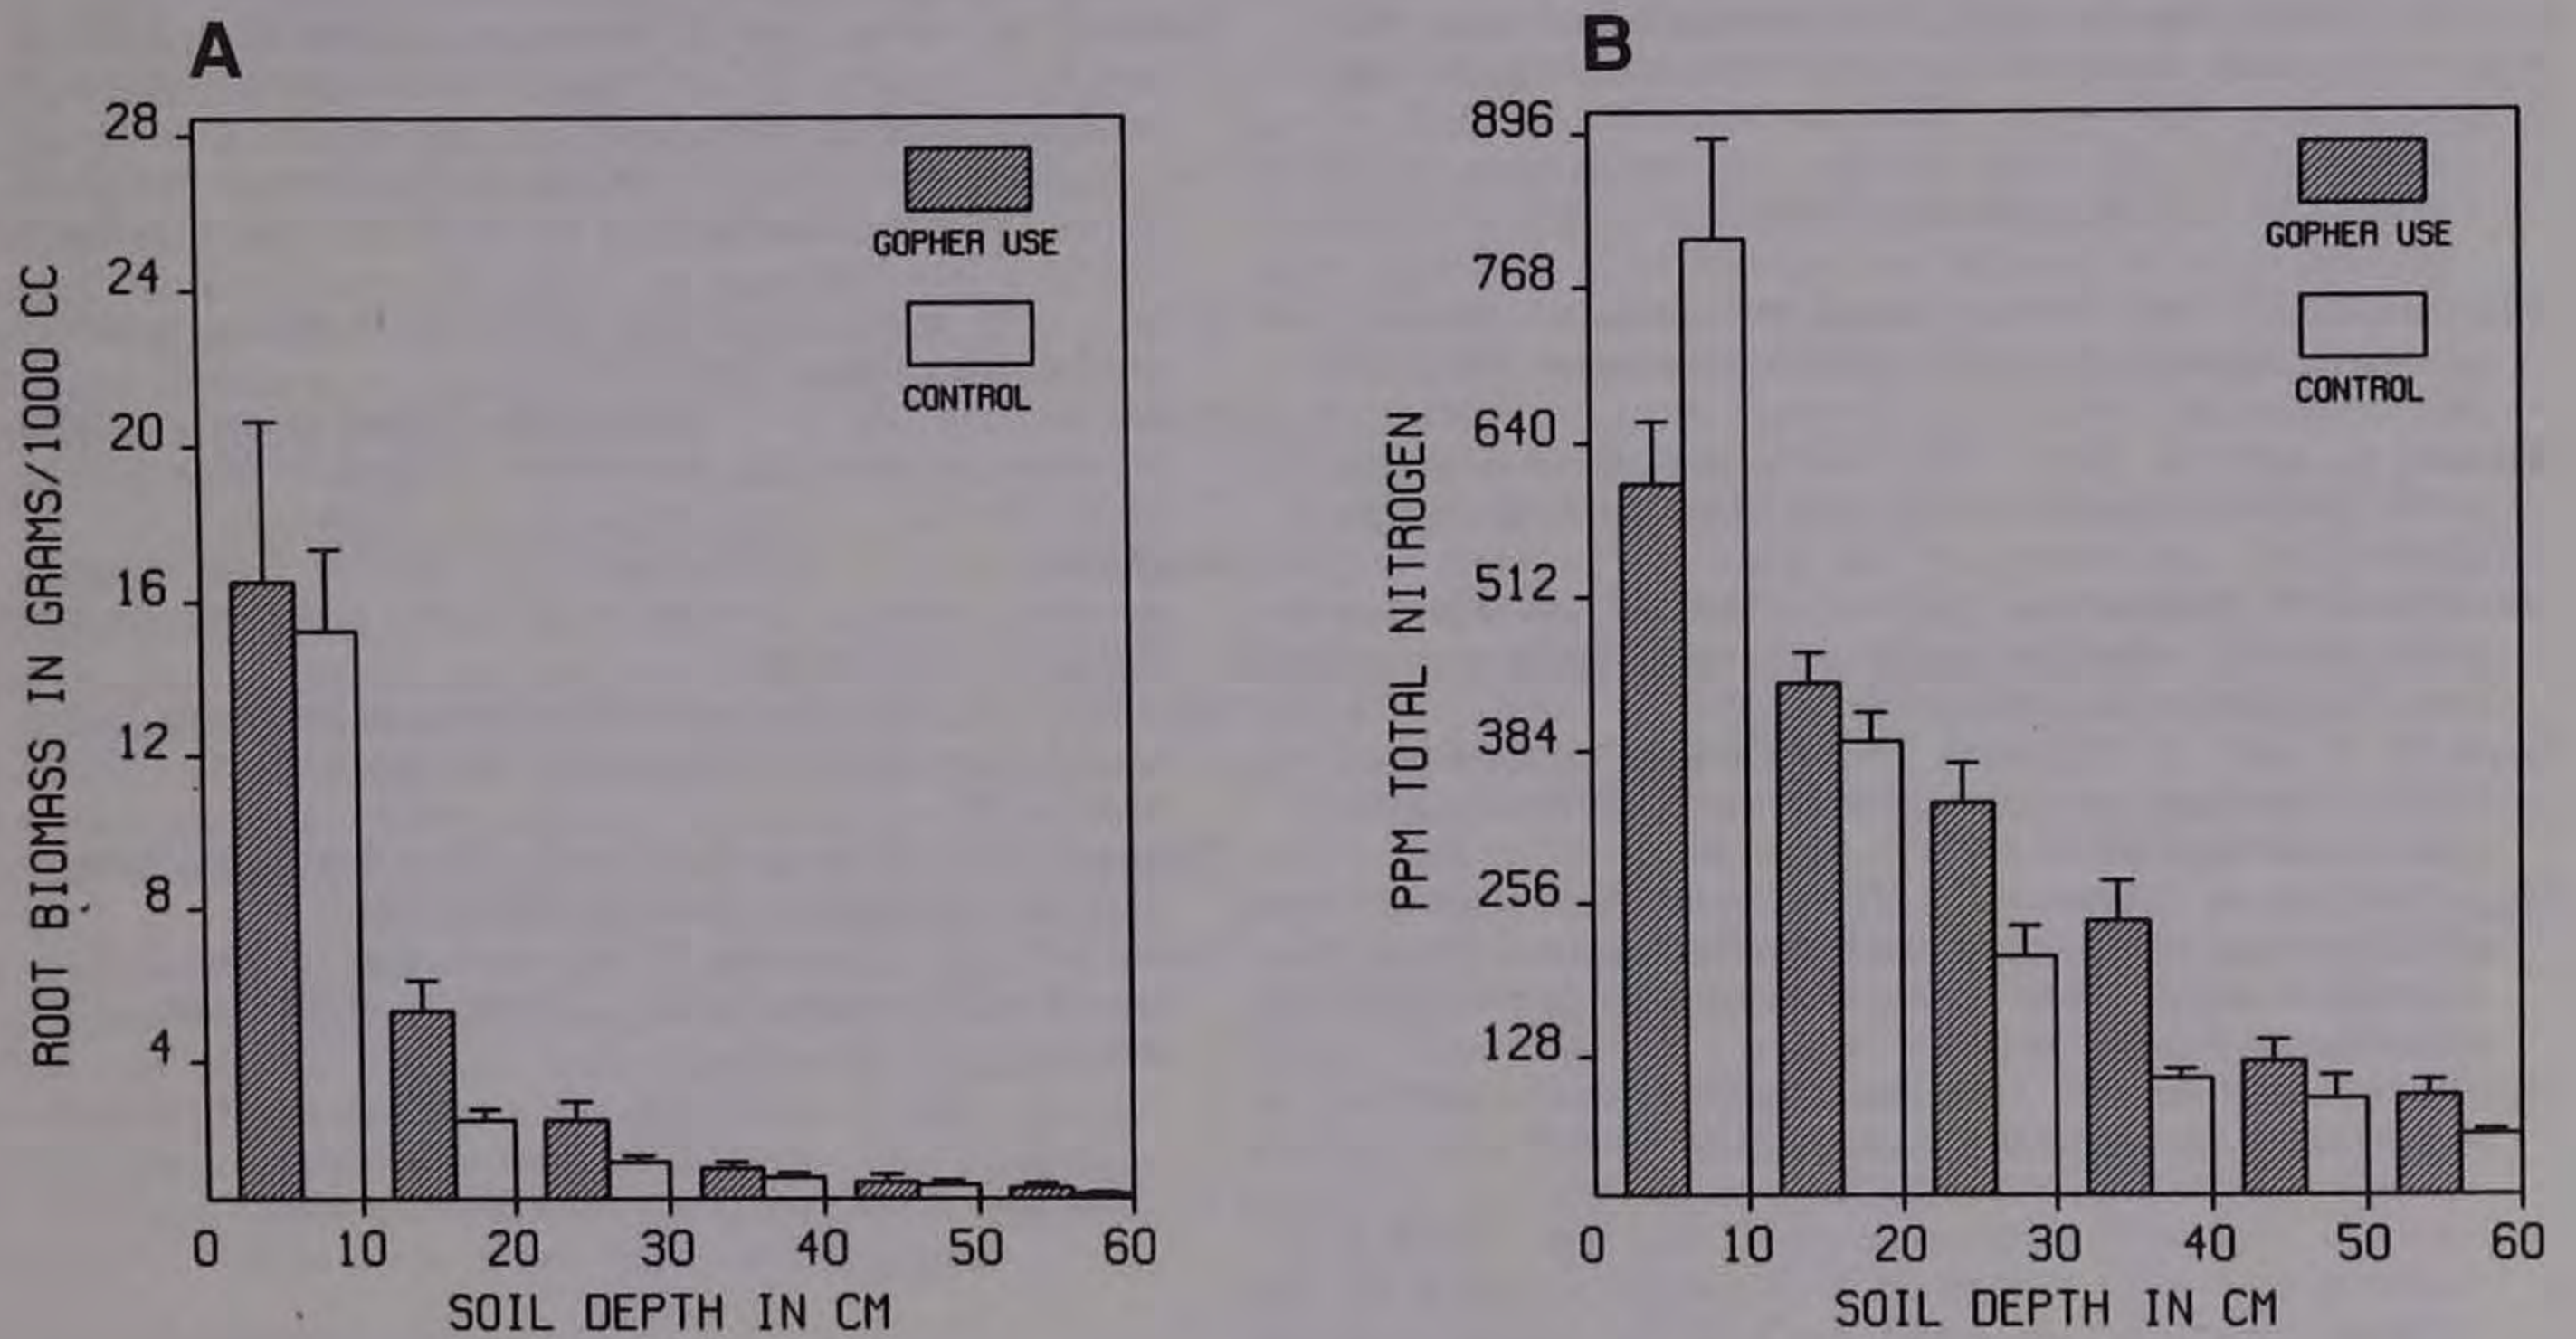 A
28
24
20
16
12
8
4
ROOT BIOMASS IN GRAMS/1000 CC
GOPHER USE
CONTROL
0 10 20 30 40 50 60
SOIL DEPTH IN CM
B
896
768
640
512
384
256
128
PPM TOTAL NITROGEN
GOPHER USE
CONTROL
0 10 20 30 40 50 60
SOIL DEPTH IN CM